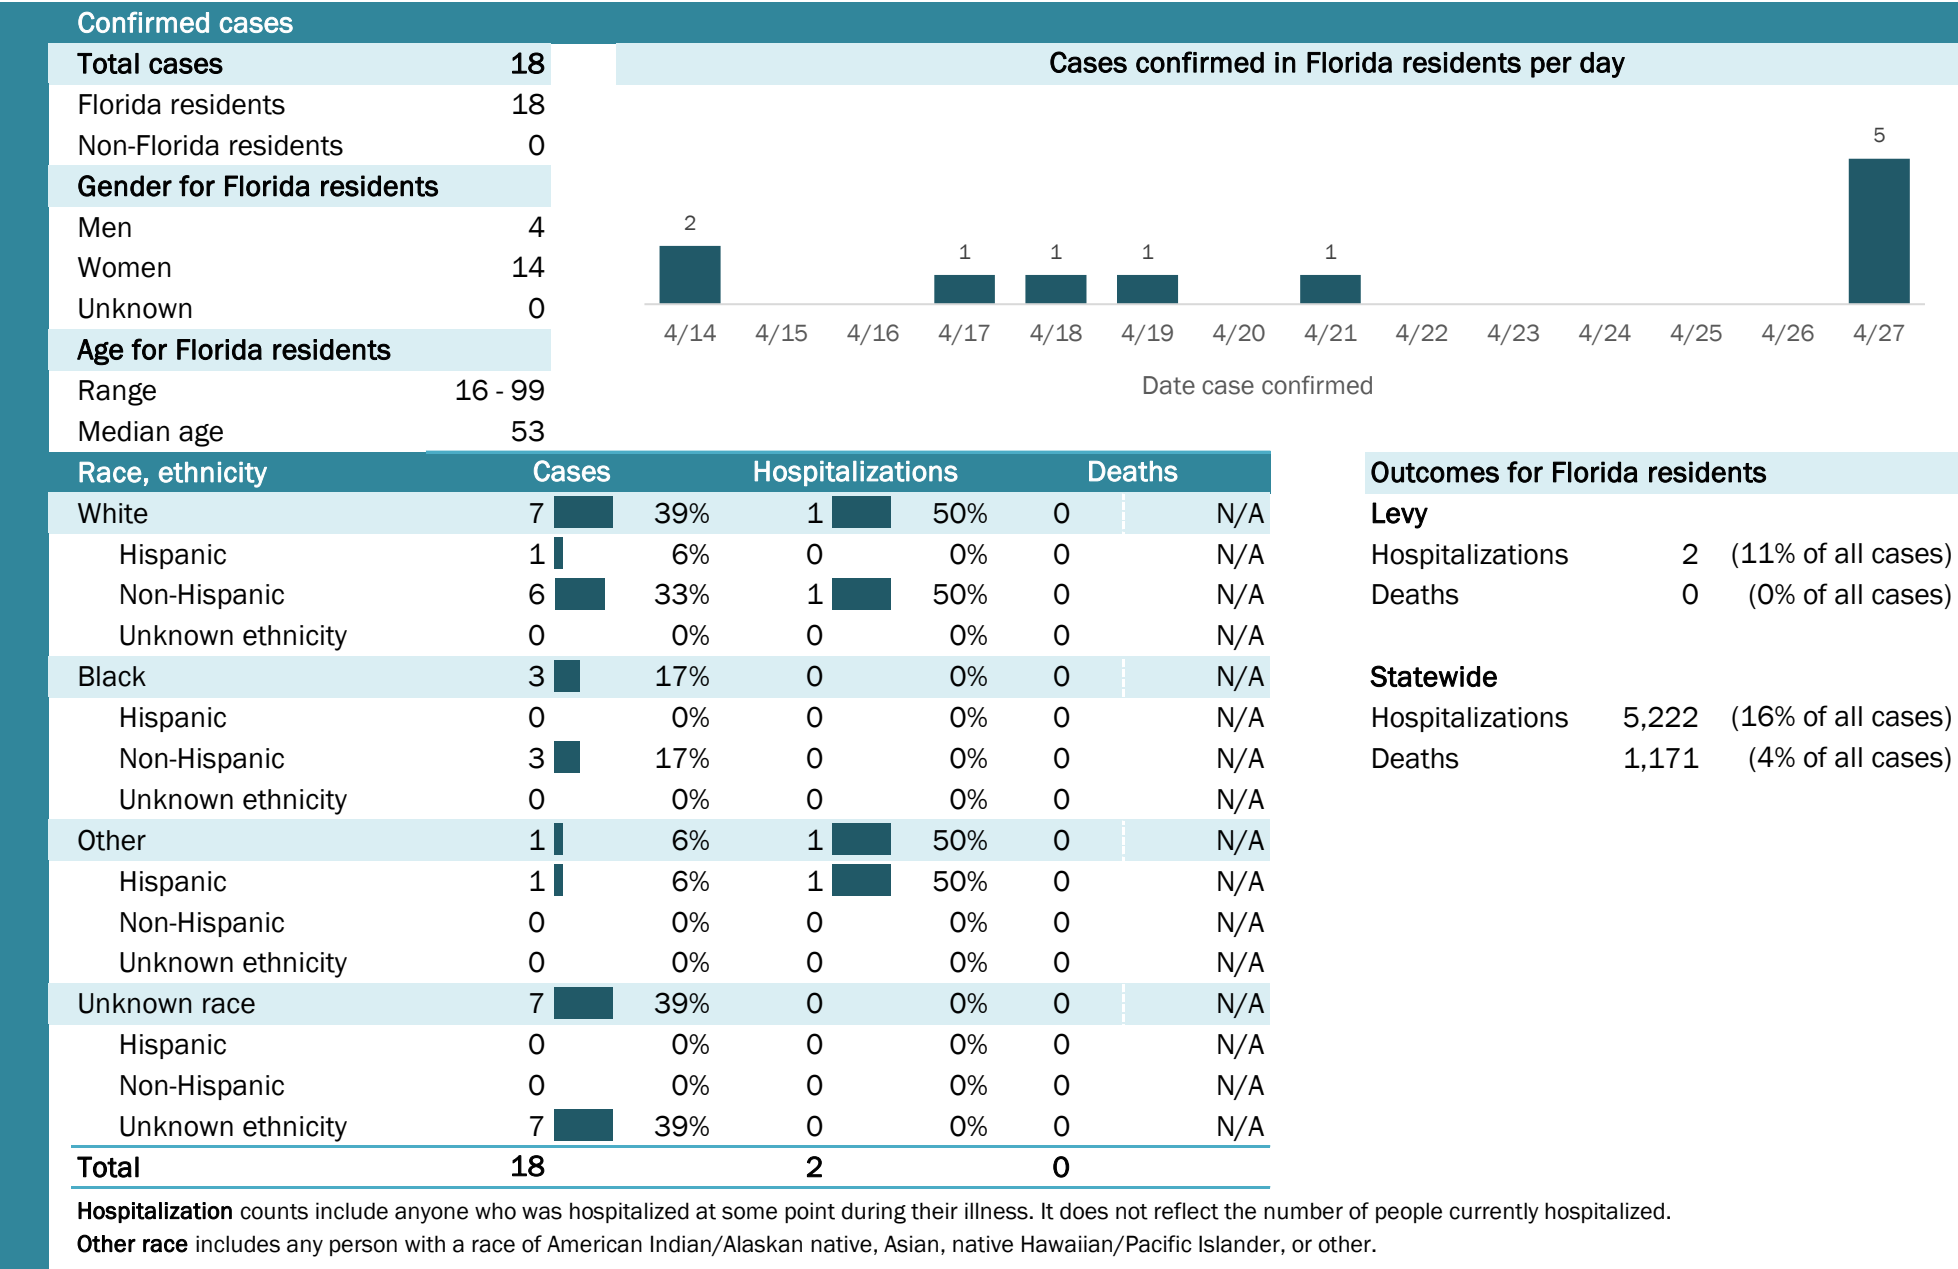 Confirmed cases
Total cases 18
Florida residents 18
Non-Florida residents 0
Gender for Florida residents
Men 4
Women 14
Unknown 0
Age for Florida residents
Range 16 - 99
Median age 53
Cases confirmed in Florida residents per day
2 1 1 1 1 5
4/14 4/15 4/16 4/17 4/18 4/19 4/20 4/21 4/22 4/23 4/24 4/25 4/26 4/27
Date case confirmed
Race, ethnicity Cases Hospitalizations Deaths
White 7 39% 1 50% 0 N/A
Hispanic 1 6% 0 0% 0 N/A
Non-Hispanic 6 33% 1 50% 0 N/A
Unknown ethnicity 0 0% 0 0% 0 N/A
Black 3 17% 0 0% 0 N/A
Hispanic 0 0% 0 0% 0 N/A
Non-Hispanic 3 17% 0 0% 0 N/A
Unknown ethnicity 0 0% 0 0% 0 N/A
Other 1 6% 1 50% 0 N/A
Hispanic 1 6% 1 50% 0 N/A
Non-Hispanic 0 0% 0 0% 0 N/A
Unknown ethnicity 0 0% 0 0% 0 N/A
Unknown race 7 39% 0 0% 0 N/A
Hispanic 0 0% 0 0% 0 N/A
Non-Hispanic 0 0% 0 0% 0 N/A
Unknown ethnicity 7 39% 0 0% 0 N/A
Total 18 2 0
Outcomes for Florida residents
Levy
Hospitalizations 2 (11% of all cases)
Deaths 0 (0% of all cases)
Statewide
Hospitalizations 5,222 (16% of all cases)
Deaths 1,171 (4% of all cases)
Hospitalization counts include anyone who was hospitalized at some point during their illness. It does not reflect the number of people currently hospitalized.
Other race includes any person with a race of American Indian/Alaskan native, Asian, native Hawaiian/Pacific Islander, or other.